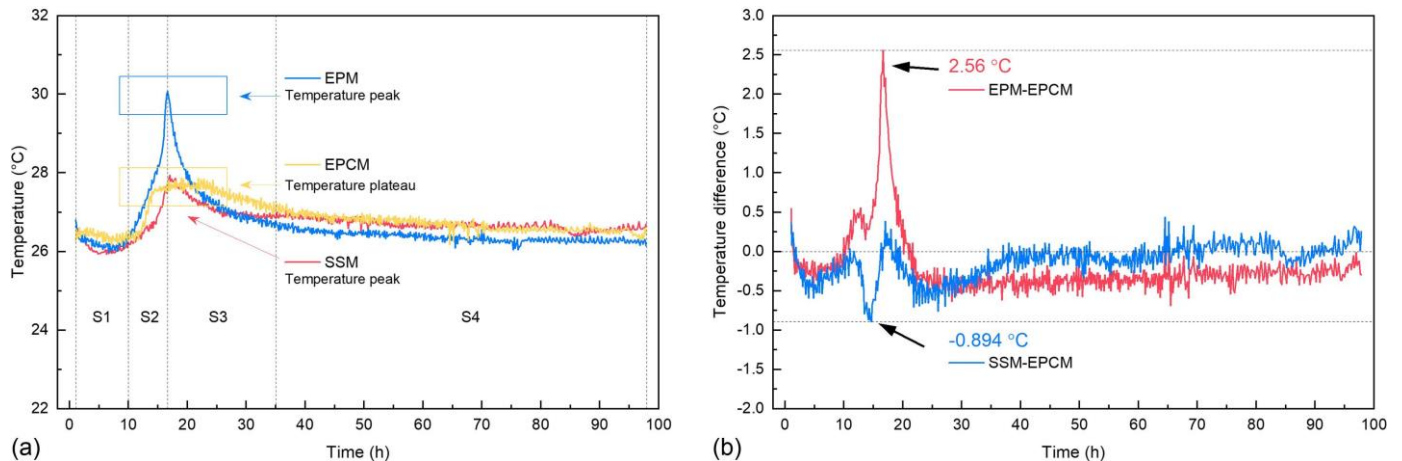 32
30
28
26
24
22
Temperature (°C)
EPM
Temperature peak
EPCM
Temperature plateau
SSM
Temperature peak
S1
S2
S3
S4
0
10
20
30
40
50
60
70
80
90
100
Time (h)
(a)
3.0
2.5
2.0
1.5
1.0
0.5
0.0
-0.5
-1.0
-1.5
-2.0
Temperature difference (°C)
2.56 °C
EPM-EPCM
-0.894 °C
SSM-EPCM
0
10
20
30
40
50
60
70
80
90
100
Time (h)
(b)